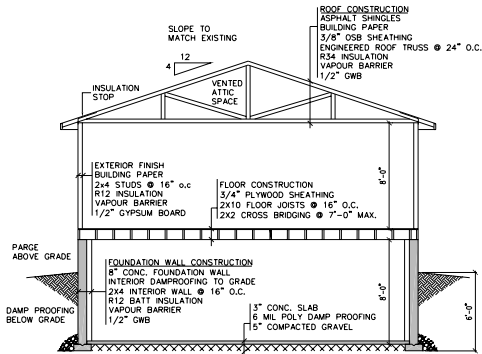 ROOF CONSTRUCTION
ASPHALT SHINGLES
BUILDING PAPER
3/8" OSB SHEATHING
ENGINEERED ROOF TRUSS @ 24" O.C.
R34 INSULATION
VAPOUR BARRIER
1/2" GWB
SLOPE TO
MATCH EXISTING
12
4
VENTED
ATTIC
SPACE
INSULATION
STOP
EXTERIOR FINISH
BUILDING PAPER
2x4 STUDS @ 16" o.c
R12 INSULATION
VAPOUR BARRIER
1/2" GYPSUM BOARD
8'-0"
FLOOR CONSTRUCTION
3/4" PLYWOOD SHEATHING
2X10 FLOOR JOISTS @ 16" O.C.
2X2 CROSS BRIDGING @ 7'-0" MAX.
PARGE
ABOVE GRADE
FOUNDATION WALL CONSTRUCTION
8" CONC. FOUNDATION WALL
INTERIOR DAMPROOFING TO GRADE
2X4 INTERIOR WALL @ 16" O.C.
R12 BATT INSULATION
VAPOUR BARRIER
1/2" GWB
8'-0"
6'-0"
DAMP PROOFING
BELOW GRADE
3" CONC. SLAB
6 MIL POLY DAMP PROOFING
5" COMPACTED GRAVEL